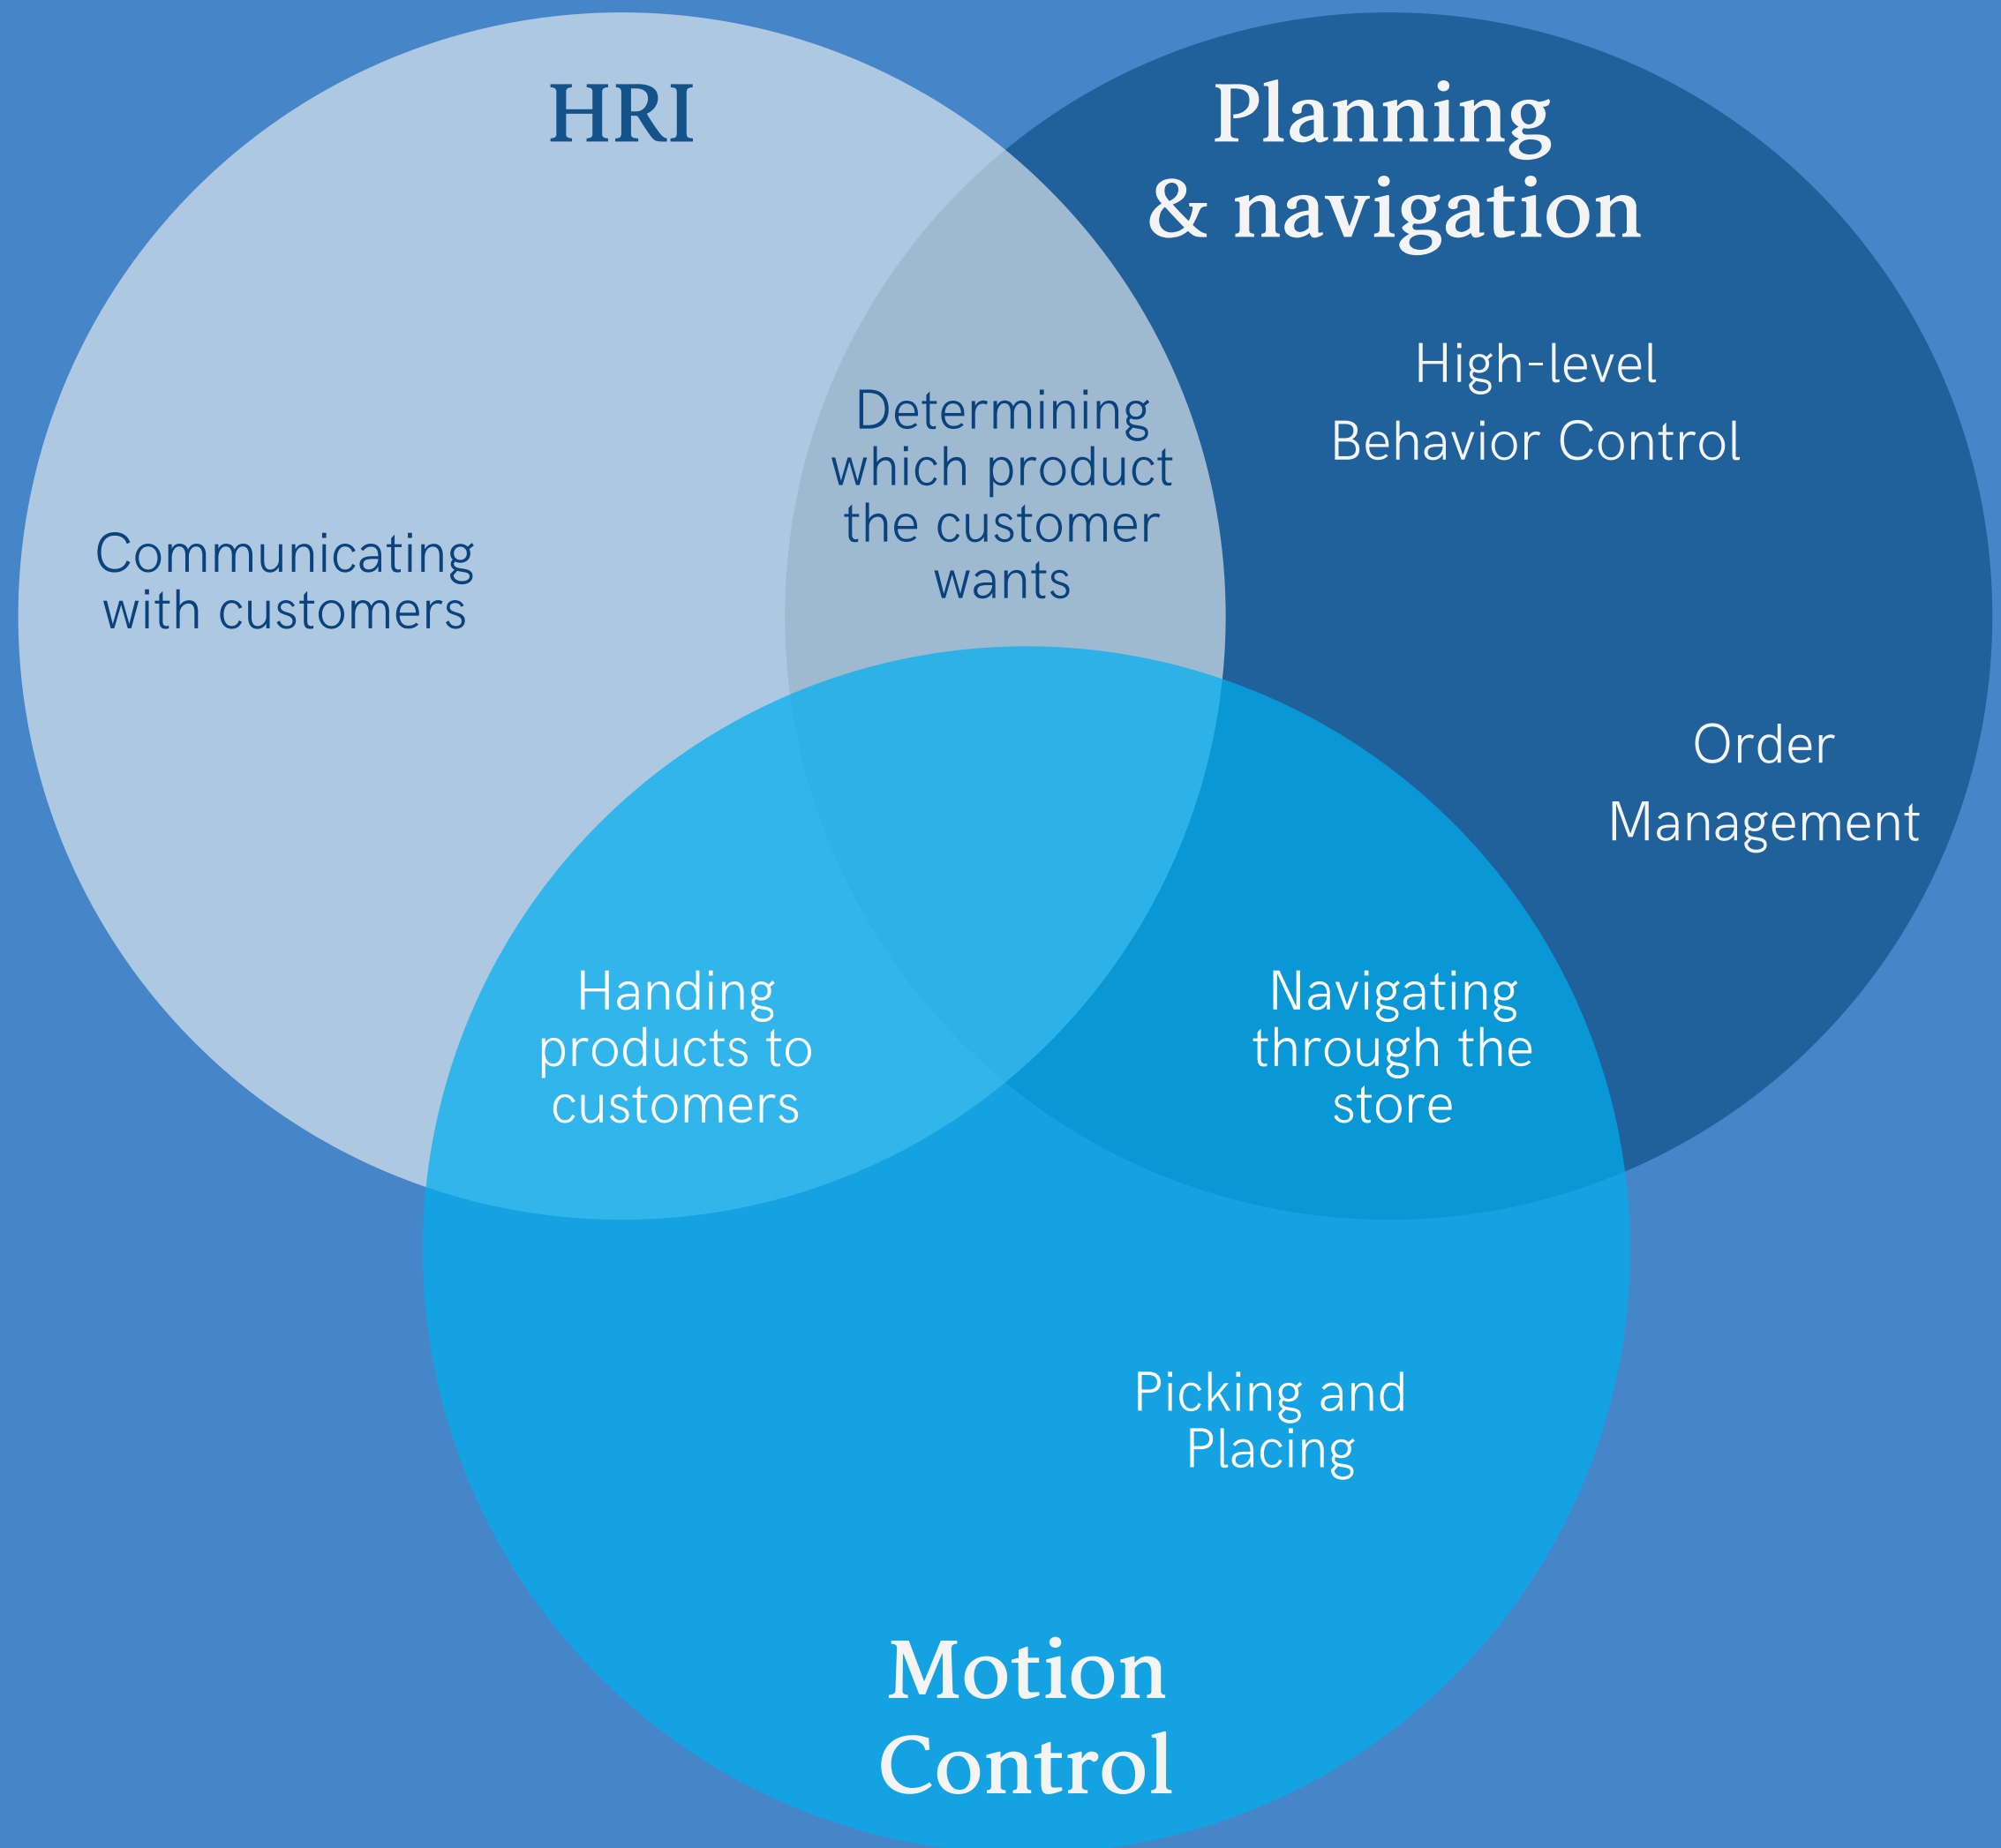 HRI
Planning
& navigation
High-level
Behavior Control
Determining
which product
the customer
wants
Communicating
with customers
Order
Management
Handing
products to
customers
Navigating
through the
store
Picking and
Placing
Motion
Control